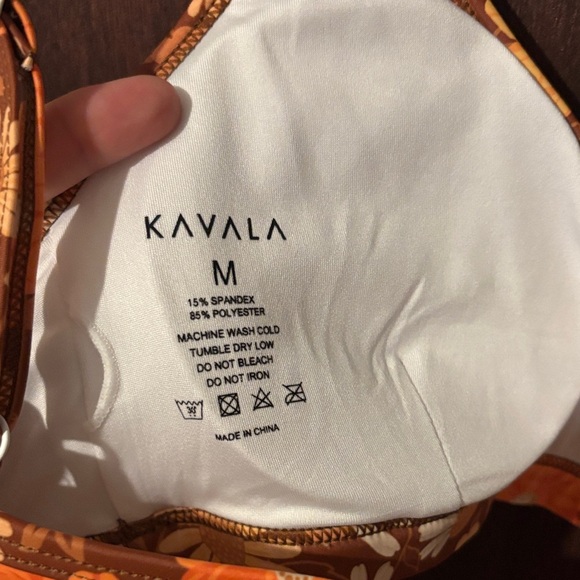 KAVALA
M
15% SPANDEX
85% POLYESTER
MACHINE WASH COLD
TUMBLE DRY LOW
DO NOT BLEACH
DO NOT IRON
MADE IN CHINA